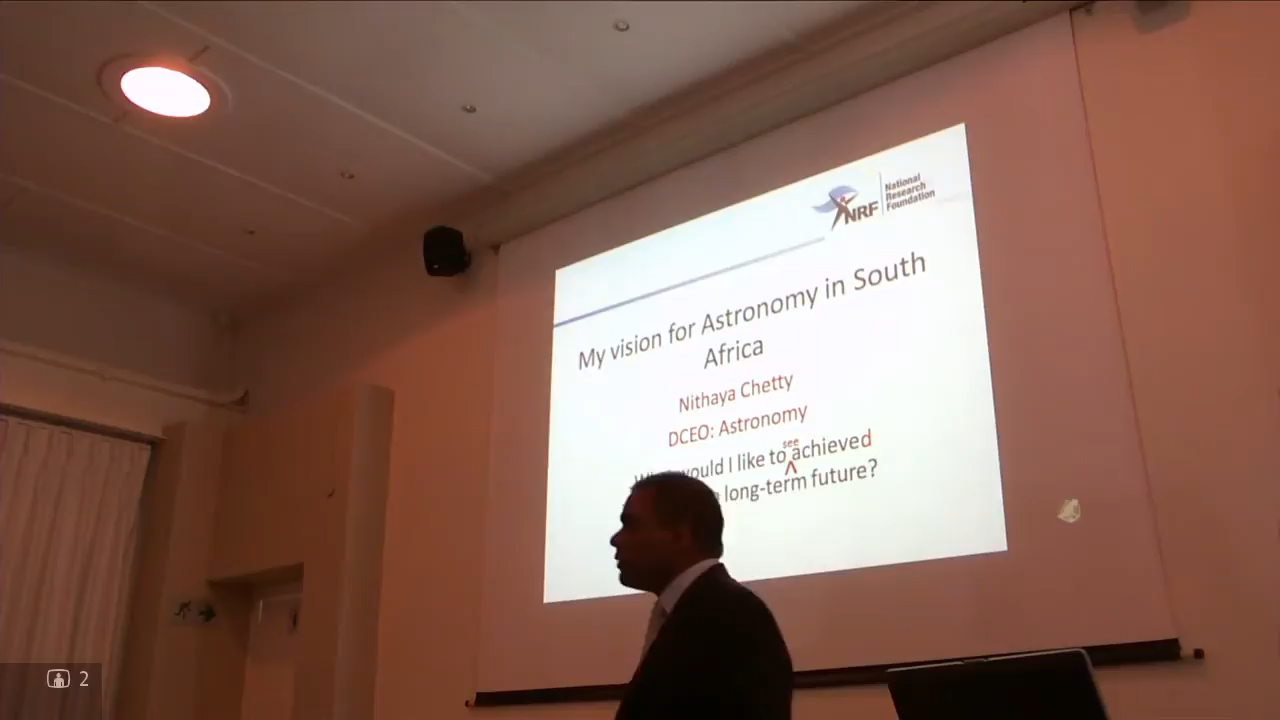 NRF
National
Research
Foundation
My vision for Astronomy in South
Africa
Nithaya Chetty
DCEO: Astronomy
see
would I like to achieved
long-term future?
2